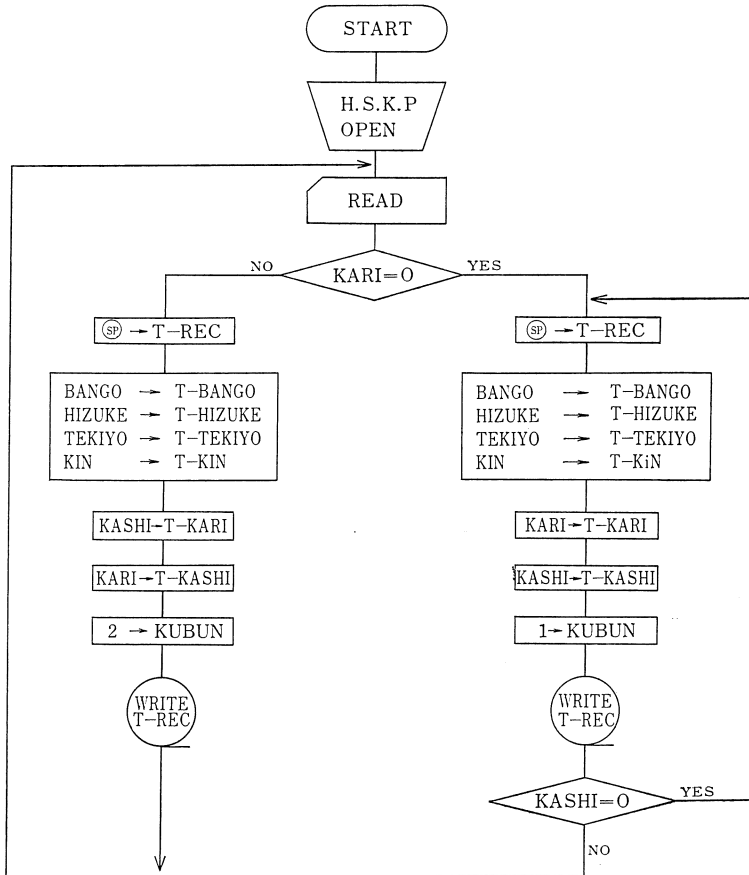 START
H.S.K.P
OPEN
READ
NO
KARI=O
YES
SP → T-REC
BANGO → T-BANGO
HIZUKE → T-HIZUKE
TEKIYO → T-TEKIYO
KIN → T-KIN
KASHI→T-KARI
KARI→T-KASHI
2 → KUBUN
WRITE
T-REC
SP → T-REC
BANGO → T-BANGO
HIZUKE → T-HIZUKE
TEKIYO → T-TEKIYO
KIN → T-KiN
KARI→T-KARI
KASHI→T-KASHI
1→KUBUN
WRITE
T-REC
KASHI=O
YES
NO